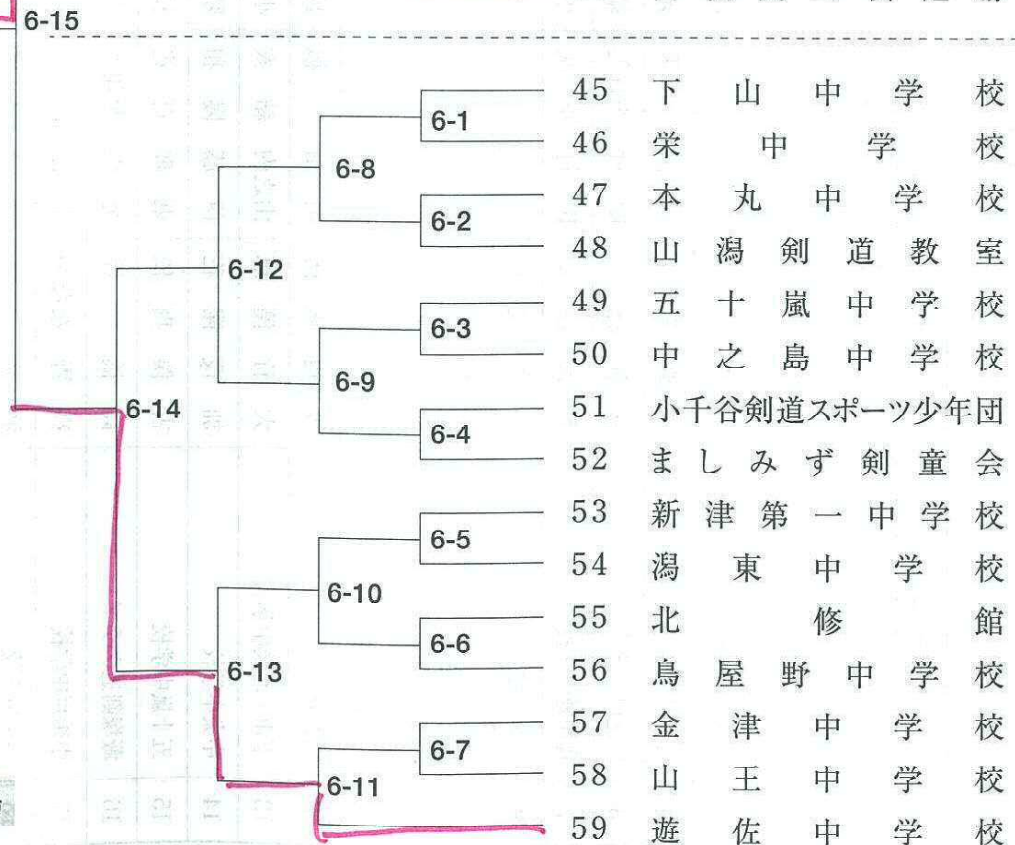 6-15
45 下山中学校
6-1
46 栄中学校
6-8
47 本丸中学校
6-2
48 山潟剣道教室
6-12
49 五十嵐中学校
6-3
50 中之島中学校
6-9
51 小千谷剣道スポーツ少年団
6-14
6-4
52 ましみず剣童会
53 新津第一中学校
6-5
54 潟東中学校
6-10
55 北修館
6-6
56 鳥屋野中学校
6-13
57 金津中学校
6-7
58 山王中学校
6-11
59 遊佐中学校